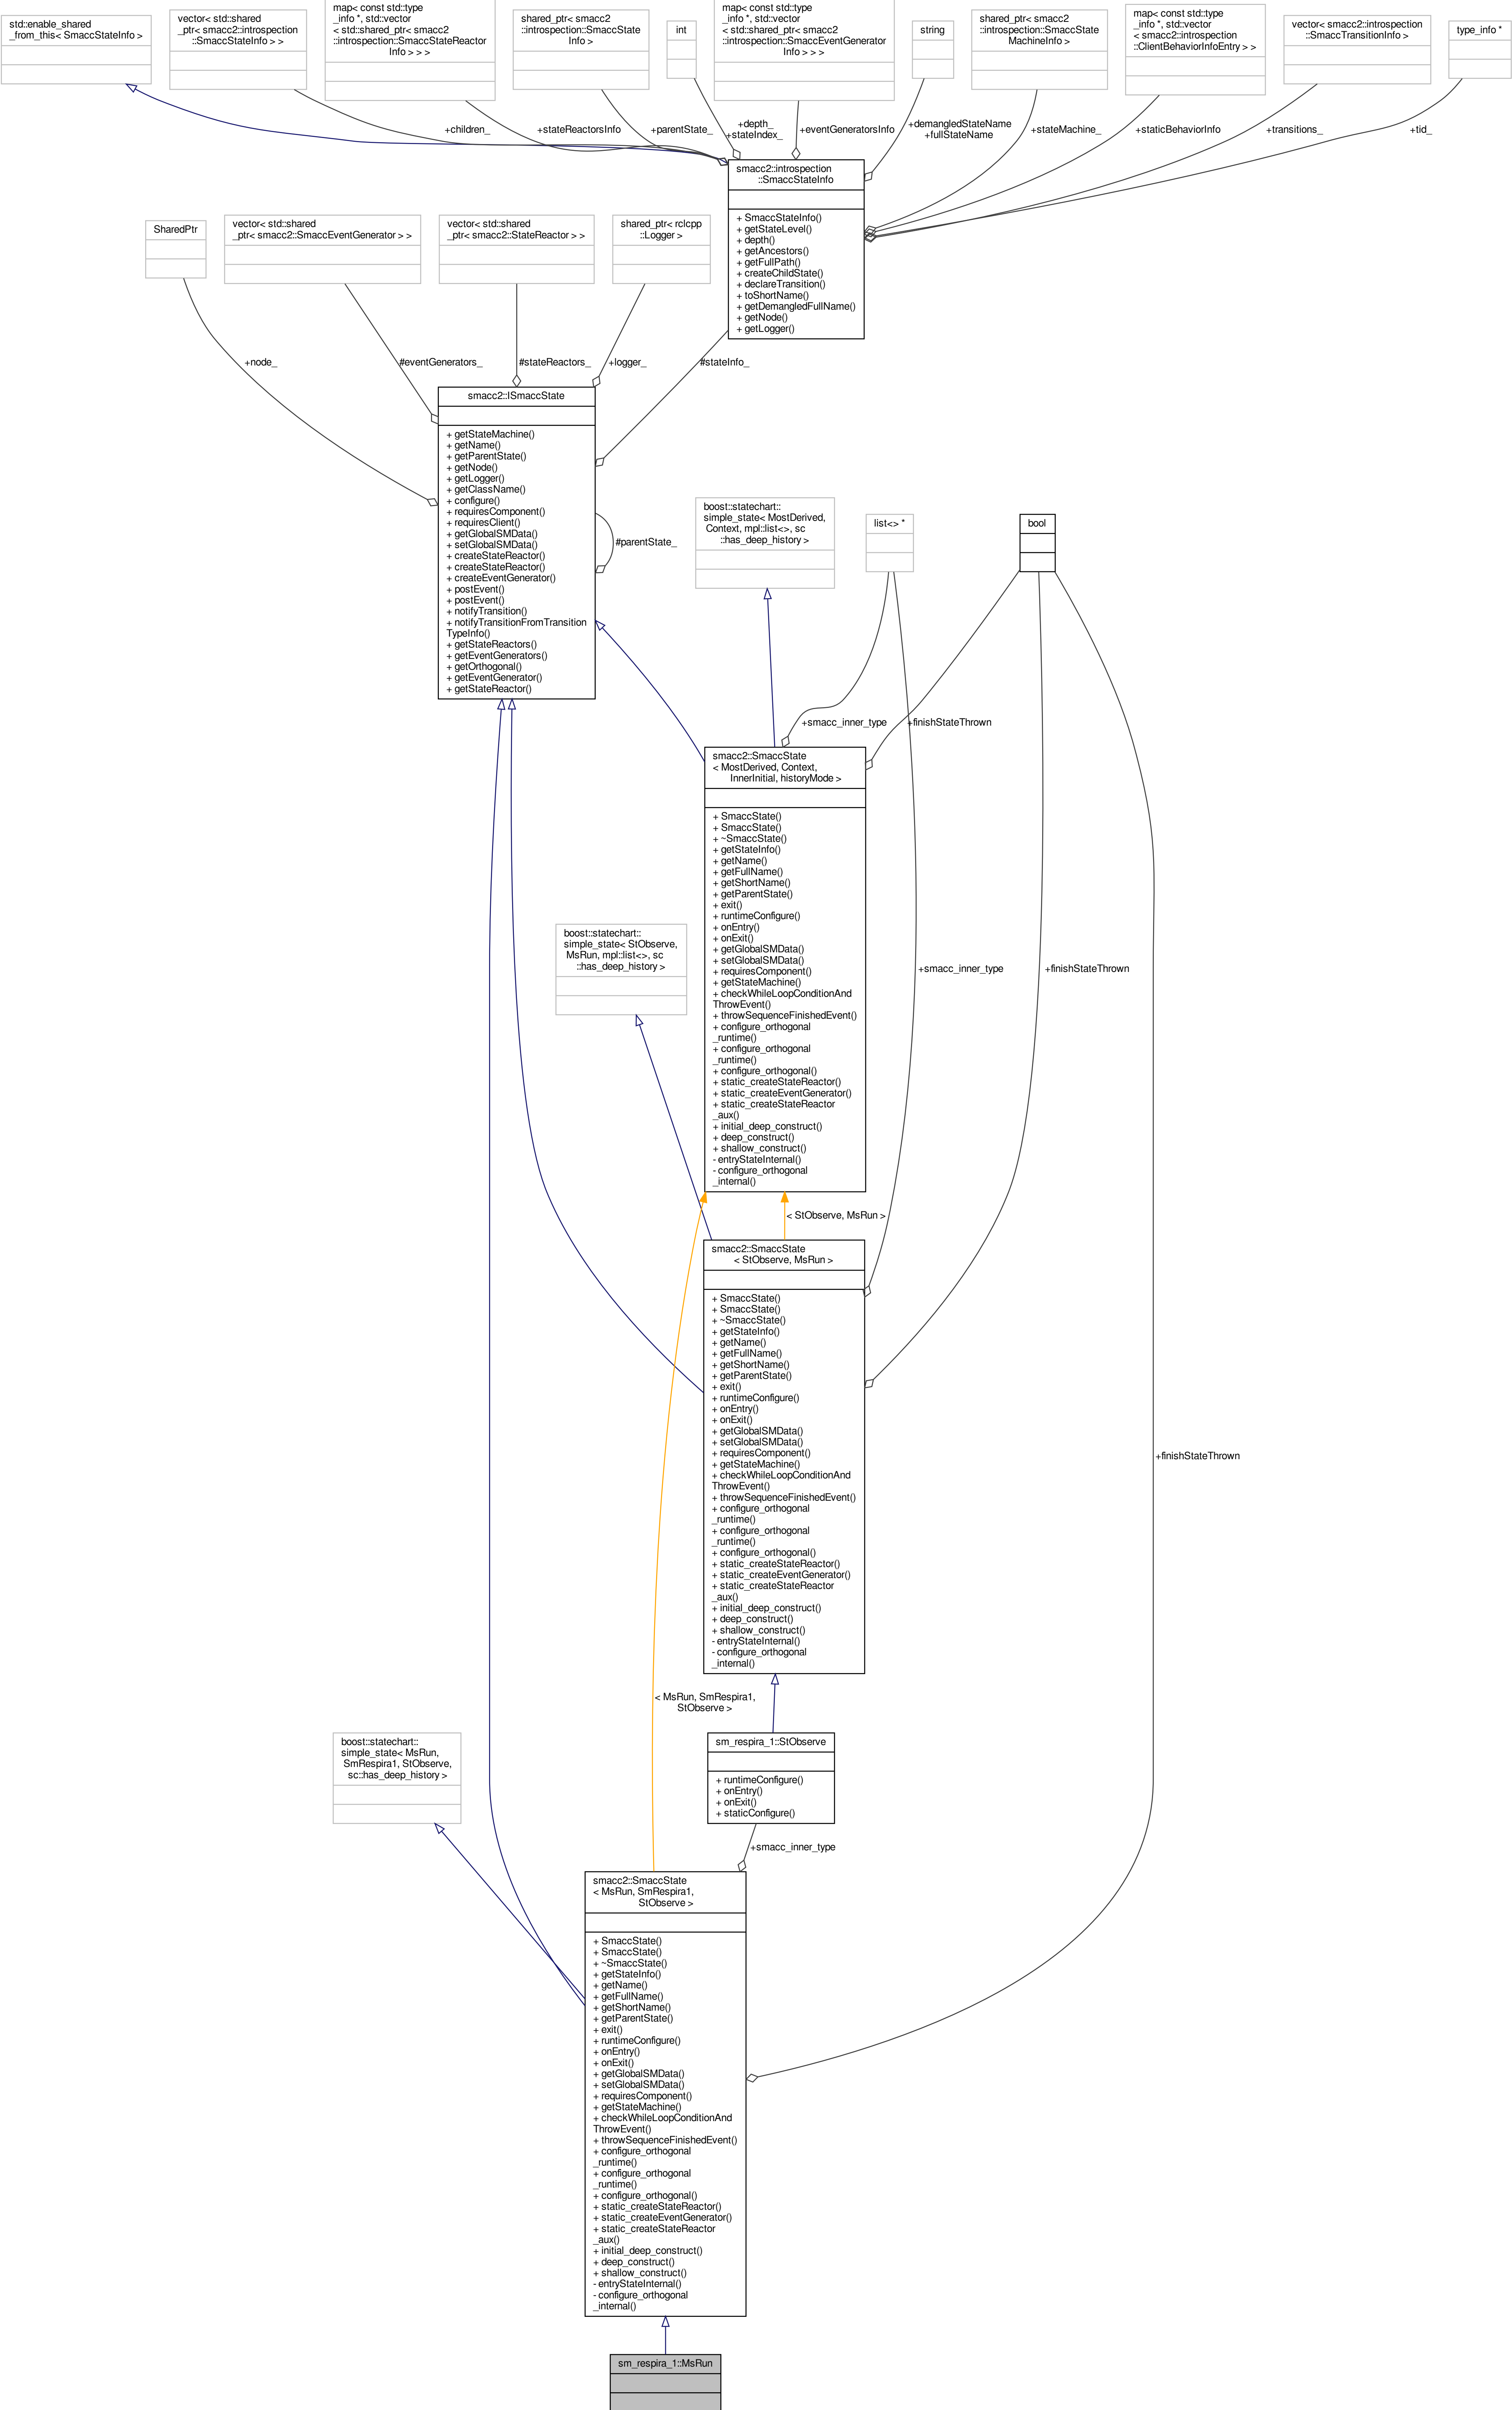 std::enable_shared
_from_this< SmaccStateInfo >
vector< std::shared
_ptr< smacc2::introspection
::SmaccStateInfo > >
map< const std::type
_info *, std::vector
< std::shared_ptr< smacc2
::introspection::SmaccStateReactor
Info > > >
shared_ptr< smacc2
::introspection::SmaccState
Info >
int
map< const std::type
_info *, std::vector
< std::shared_ptr< smacc2
::introspection::SmaccEventGenerator
Info > > >
string
shared_ptr< smacc2
::introspection::SmaccState
MachineInfo >
map< const std::type
_info *, std::vector
< smacc2::introspection
::ClientBehaviorInfoEntry > >
vector< smacc2::introspection
::SmaccTransitionInfo >
type_info *
+children_
+stateReactorsInfo
+parentState_
+depth_
+stateIndex_
+eventGeneratorsInfo
+demangledStateName
+fullStateName
+stateMachine_
+staticBehaviorInfo
+transitions_
+tid_
smacc2::introspection
::SmaccStateInfo
+ SmaccStateInfo()
+ getStateLevel()
+ depth()
+ getAncestors()
+ getFullPath()
+ createChildState()
+ declareTransition()
+ toShortName()
+ getDemangledFullName()
+ getNode()
+ getLogger()
SharedPtr
vector< std::shared
_ptr< smacc2::SmaccEventGenerator > >
vector< std::shared
_ptr< smacc2::StateReactor > >
shared_ptr< rclcpp
::Logger >
+node_
#eventGenerators_
#stateReactors_
+logger_
#stateInfo_
smacc2::ISmaccState
+ getStateMachine()
+ getName()
+ getParentState()
+ getNode()
+ getLogger()
+ getClassName()
+ configure()
+ requiresComponent()
+ requiresClient()
+ getGlobalSMData()
+ setGlobalSMData()
+ createStateReactor()
+ createStateReactor()
+ createEventGenerator()
+ postEvent()
+ postEvent()
+ notifyTransition()
+ notifyTransitionFromTransition
TypeInfo()
+ getStateReactors()
+ getEventGenerators()
+ getOrthogonal()
+ getEventGenerator()
+ getStateReactor()
#parentState_
boost::statechart::
simple_state< MostDerived,
Context, mpl::list<>, sc
::has_deep_history >
list<> *
bool
+smacc_inner_type
+finishStateThrown
smacc2::SmaccState
< MostDerived, Context,
InnerInitial, historyMode >
+ SmaccState()
+ SmaccState()
+ ~SmaccState()
+ getStateInfo()
+ getName()
+ getFullName()
+ getShortName()
+ getParentState()
+ exit()
+ runtimeConfigure()
+ onEntry()
+ onExit()
+ getGlobalSMData()
+ setGlobalSMData()
+ requiresComponent()
+ getStateMachine()
+ checkWhileLoopConditionAnd
ThrowEvent()
+ throwSequenceFinishedEvent()
+ configure_orthogonal
_runtime()
+ configure_orthogonal
_runtime()
+ configure_orthogonal()
+ static_createStateReactor()
+ static_createEventGenerator()
+ static_createStateReactor
_aux()
+ initial_deep_construct()
+ deep_construct()
+ shallow_construct()
- entryStateInternal()
- configure_orthogonal
_internal()
boost::statechart::
simple_state< StObserve,
MsRun, mpl::list<>, sc
::has_deep_history >
+smacc_inner_type
+finishStateThrown
< StObserve, MsRun >
smacc2::SmaccState
< StObserve, MsRun >
+ SmaccState()
+ SmaccState()
+ ~SmaccState()
+ getStateInfo()
+ getName()
+ getFullName()
+ getShortName()
+ getParentState()
+ exit()
+ runtimeConfigure()
+ onEntry()
+ onExit()
+ getGlobalSMData()
+ setGlobalSMData()
+ requiresComponent()
+ getStateMachine()
+ checkWhileLoopConditionAnd
ThrowEvent()
+ throwSequenceFinishedEvent()
+ configure_orthogonal
_runtime()
+ configure_orthogonal
_runtime()
+ configure_orthogonal()
+ static_createStateReactor()
+ static_createEventGenerator()
+ static_createStateReactor
_aux()
+ initial_deep_construct()
+ deep_construct()
+ shallow_construct()
- entryStateInternal()
- configure_orthogonal
_internal()
+finishStateThrown
< MsRun, SmRespira1,
StObserve >
boost::statechart::
simple_state< MsRun,
SmRespira1, StObserve,
sc::has_deep_history >
sm_respira_1::StObserve
+ runtimeConfigure()
+ onEntry()
+ onExit()
+ staticConfigure()
+smacc_inner_type
smacc2::SmaccState
< MsRun, SmRespira1,
StObserve >
+ SmaccState()
+ SmaccState()
+ ~SmaccState()
+ getStateInfo()
+ getName()
+ getFullName()
+ getShortName()
+ getParentState()
+ exit()
+ runtimeConfigure()
+ onEntry()
+ onExit()
+ getGlobalSMData()
+ setGlobalSMData()
+ requiresComponent()
+ getStateMachine()
+ checkWhileLoopConditionAnd
ThrowEvent()
+ throwSequenceFinishedEvent()
+ configure_orthogonal
_runtime()
+ configure_orthogonal
_runtime()
+ configure_orthogonal()
+ static_createStateReactor()
+ static_createEventGenerator()
+ static_createStateReactor
_aux()
+ initial_deep_construct()
+ deep_construct()
+ shallow_construct()
- entryStateInternal()
- configure_orthogonal
_internal()
sm_respira_1::MsRun